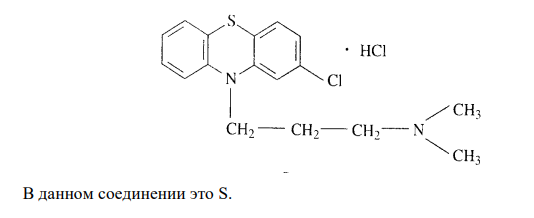 S
· HCl
N
Cl
CH3
CH2—CH2—CH2—N
CH3
В данном соединении это S.